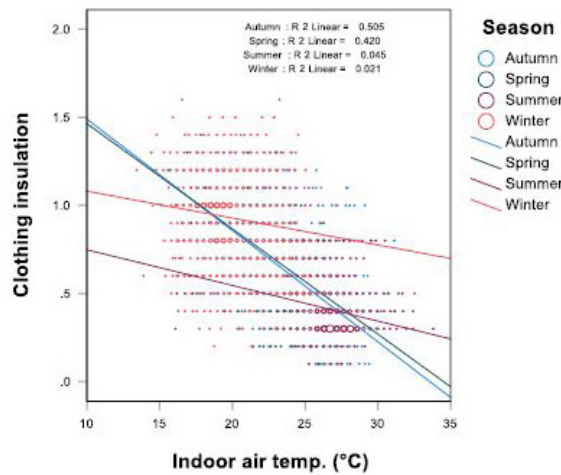 Autumn : R 2 Linear = 0.505
Spring : R 2 Linear = 0.420
Summer : R 2 Linear = 0.045
Winter : R 2 Linear = 0.021
2.0
1.5
1.0
.5
.0
Clothing insulation
10 15 20 25 30 35
Indoor air temp. (°C)
Season
Autumn
Spring
Summer
Winter
Autumn
Spring
Summer
Winter